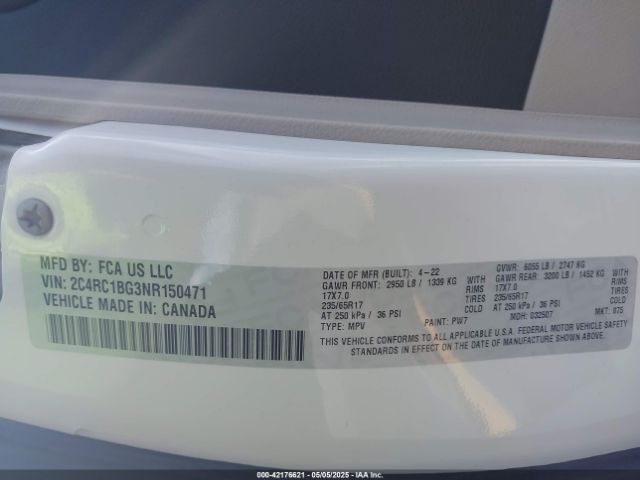 MFD BY: FCA US LLC
VIN: 2C4RC1BG3NR150471
VEHICLE MADE IN: CANADA
DATE OF MFR (BUILT): 4-22 GVWR: 6055 LB / 2747 KG
GAWR FRONT: 2950 LB / 1339 KG WITH GAWR REAR: 3200 LB / 1452 KG WITH
17X7.0 RIMS 17X7.0 RIMS
235/65R17 TIRES 235/65R17 TIRES
AT 250 kPa / 36 PSI COLD AT 250 kPa / 36 PSI COLD
TYPE: MPV PAINT: PW7 MDH: 032507 MKT: 075
THIS VEHICLE CONFORMS TO ALL APPLICABLE U.S.A. FEDERAL MOTOR VEHICLE SAFETY
STANDARDS IN EFFECT ON THE DATE OF MANUFACTURE SHOWN ABOVE.
000-42176621 - 05/05/2025 - IAA Inc.